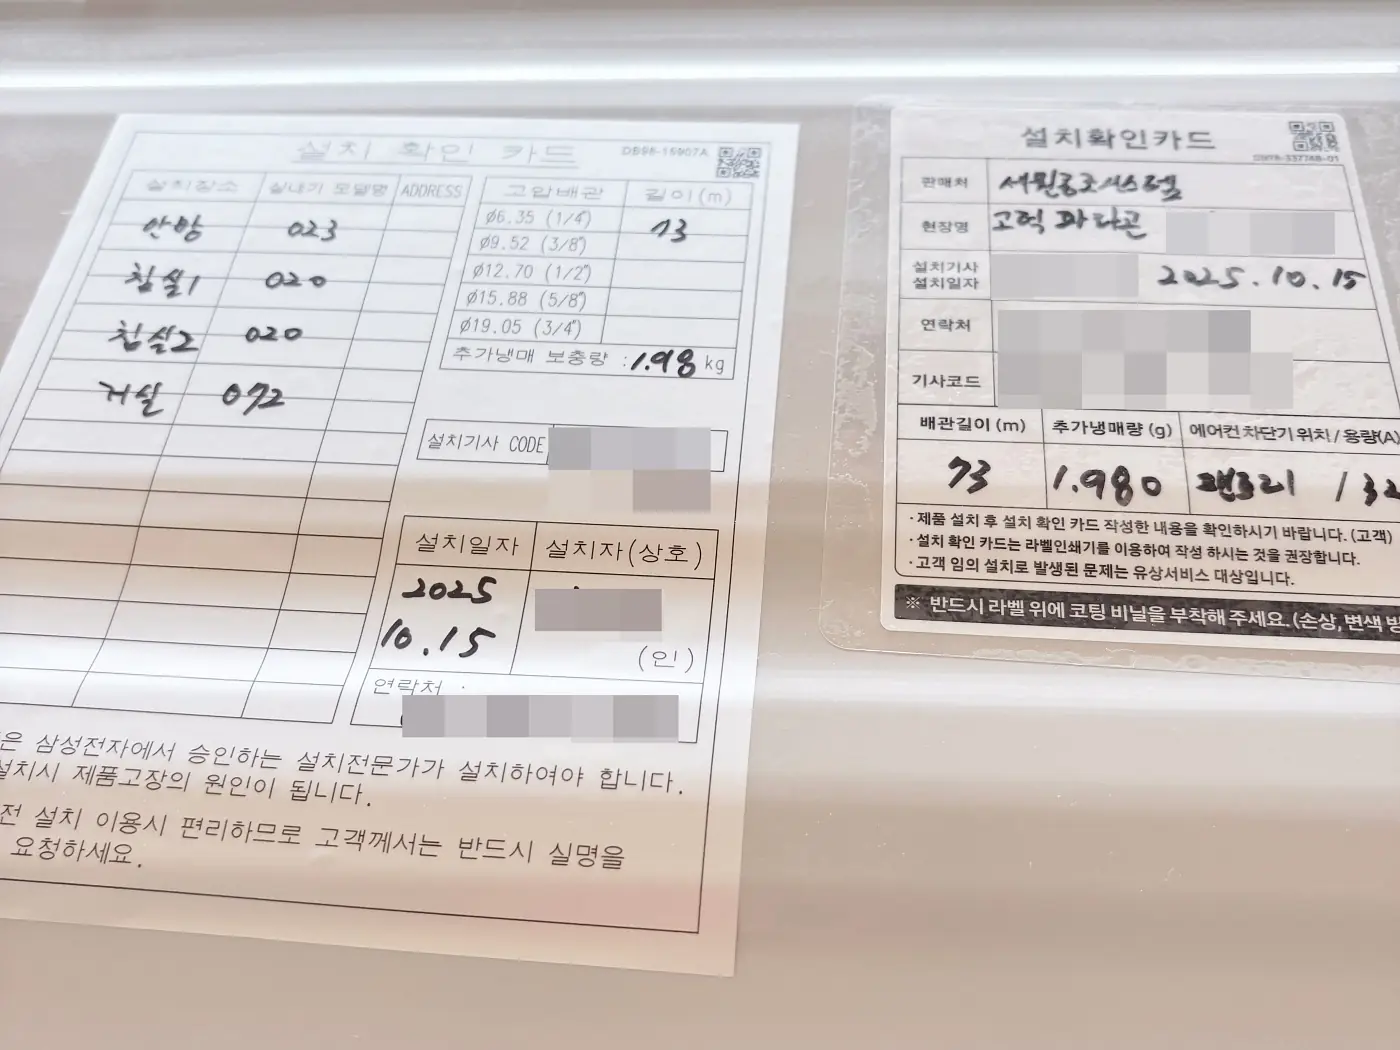 설치 확인 카드
DB98-16907A
설치장소 실내기 모델명 ADDRESS
안방 023
침실1 020
침실2 020
거실 072
고압배관 길이(m)
ø6.35 (1/4")
73
ø9.52 (3/8")
ø12.70 (1/2")
ø15.88 (5/8")
ø19.05 (3/4")
추가냉매 보충량 : 1.98 kg
설치기사 CODE
설치일자 설치자(상호)
2025
10.15
(인)
연락처 :
은 삼성전자에서 승인하는 설치전문가가 설치하여야 합니다.
설치시 제품고장의 원인이 됩니다.
전 설치 이용시 편리하므로 고객께서는 반드시 실명을
요청하세요.
설치확인카드
판매처 서원공조시스템
현장명 고덕 파라곤
설치기사
설치일자 2025.10.15
연락처
기사코드
배관길이 (m) 추가냉매량 (g) 에어컨 차단기 위치 / 용량(A)
73 1.980 팬트리 / 32
· 제품 설치 후 설치 확인 카드 작성한 내용을 확인하시기 바랍니다. (고객)
· 설치 확인 카드는 라벨인쇄기를 이용하여 작성 하시는 것을 권장합니다.
· 고객 임의 설치로 발생된 문제는 유상서비스 대상입니다.
※ 반드시 라벨 위에 코팅 비닐을 부착해 주세요. (손상, 변색 방